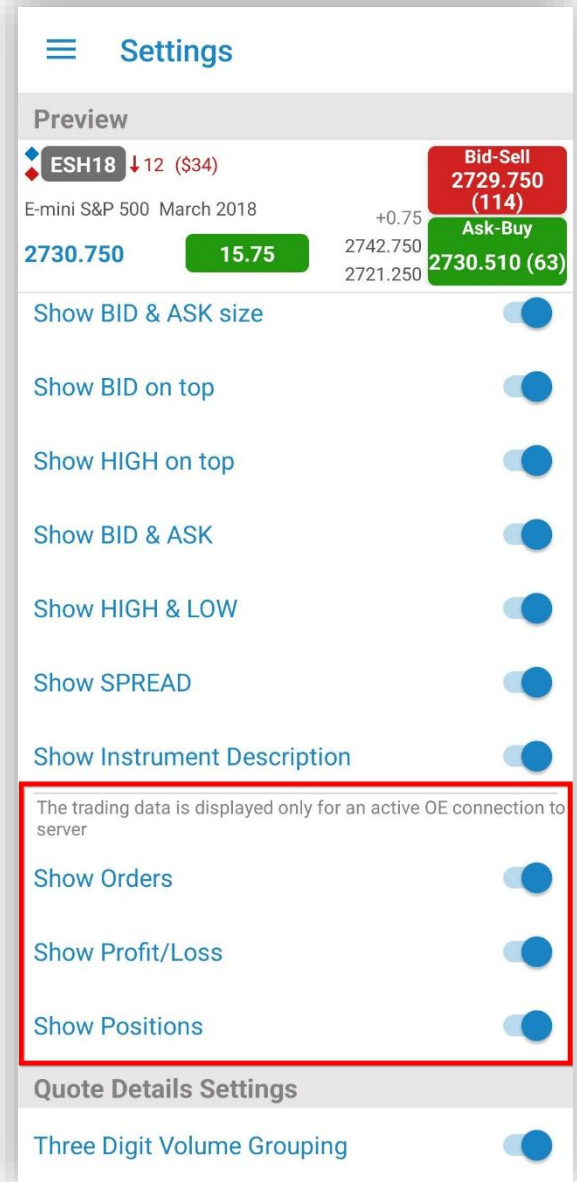 Settings
Preview
ESH18 ↓12 ($34)
E-mini S&P 500 March 2018
2730.750
15.75
+0.75
2742.750
2721.250
Bid-Sell
2729.750
(114)
Ask-Buy
2730.510 (63)
Show BID & ASK size
Show BID on top
Show HIGH on top
Show BID & ASK
Show HIGH & LOW
Show SPREAD
Show Instrument Description
The trading data is displayed only for an active OE connection to
server
Show Orders
Show Profit/Loss
Show Positions
Quote Details Settings
Three Digit Volume Grouping